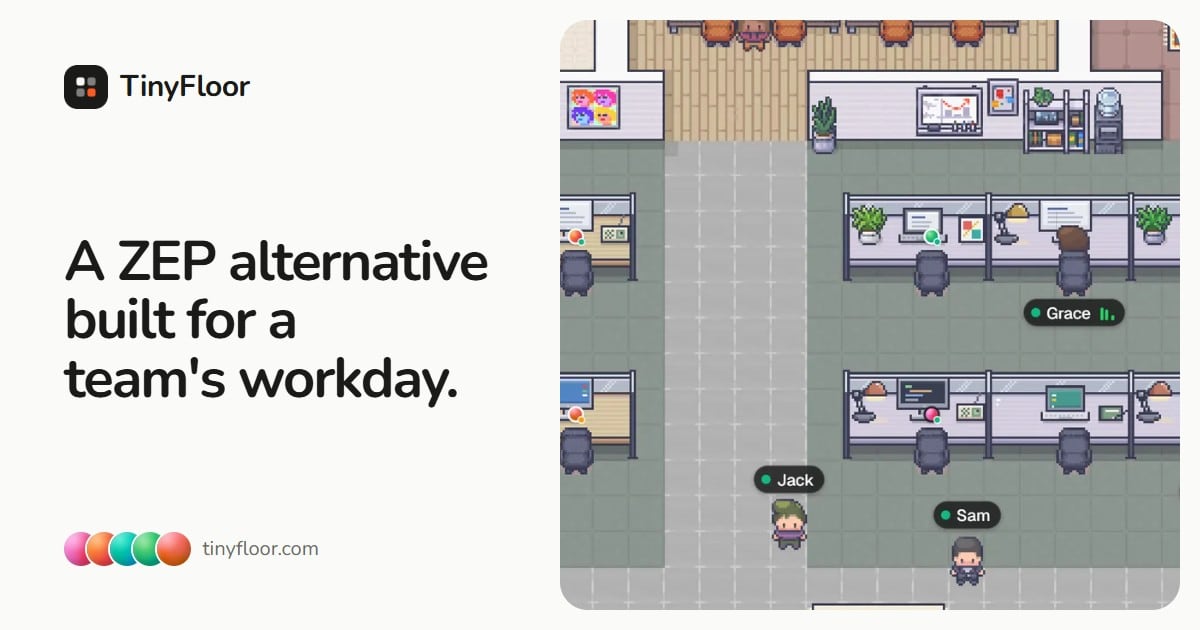 TinyFloor
A ZEP alternative
built for a
team's workday.
tinyfloor.com
Grace
Jack
Sam